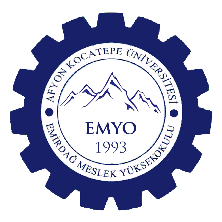 AFYON KOCATEPE ÜNİVERSİTESİ
EMYO
1993
EMİRDAĞ MESLEK YÜKSEKOKULU